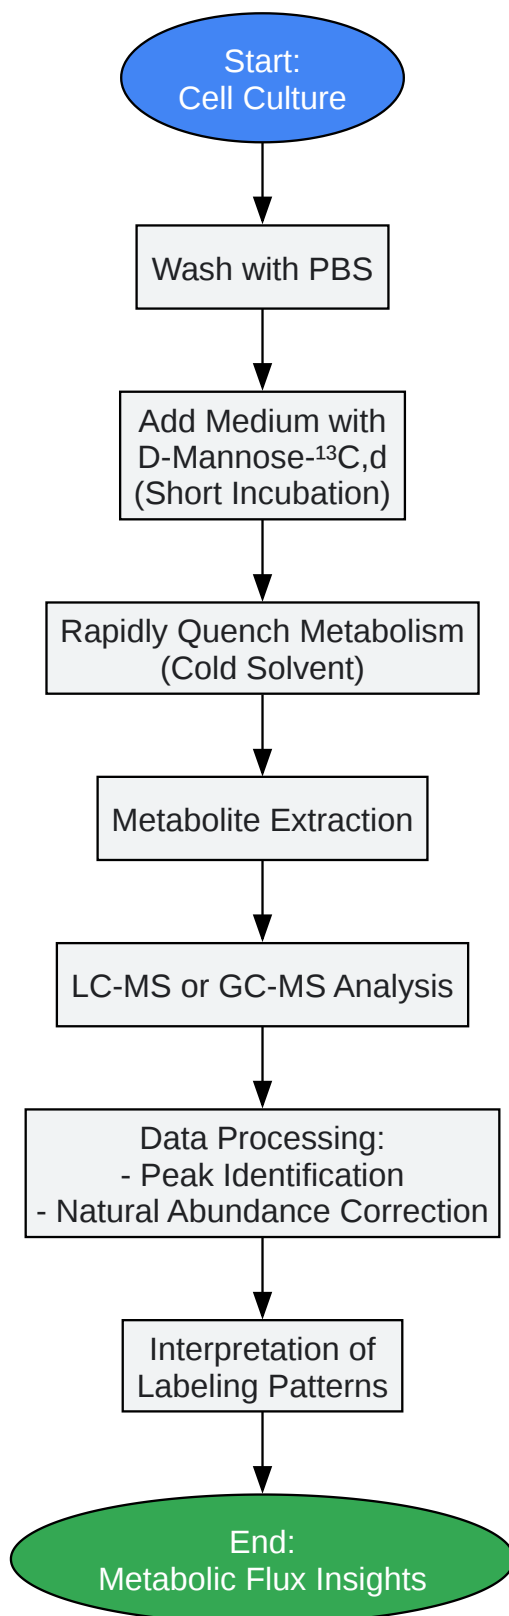 Start:
Cell Culture
Wash with PBS
Add Medium with
D-Mannose-¹³C,d
(Short Incubation)
Rapidly Quench Metabolism
(Cold Solvent)
Metabolite Extraction
LC-MS or GC-MS Analysis
Data Processing:
- Peak Identification
- Natural Abundance Correction
Interpretation of
Labeling Patterns
End:
Metabolic Flux Insights